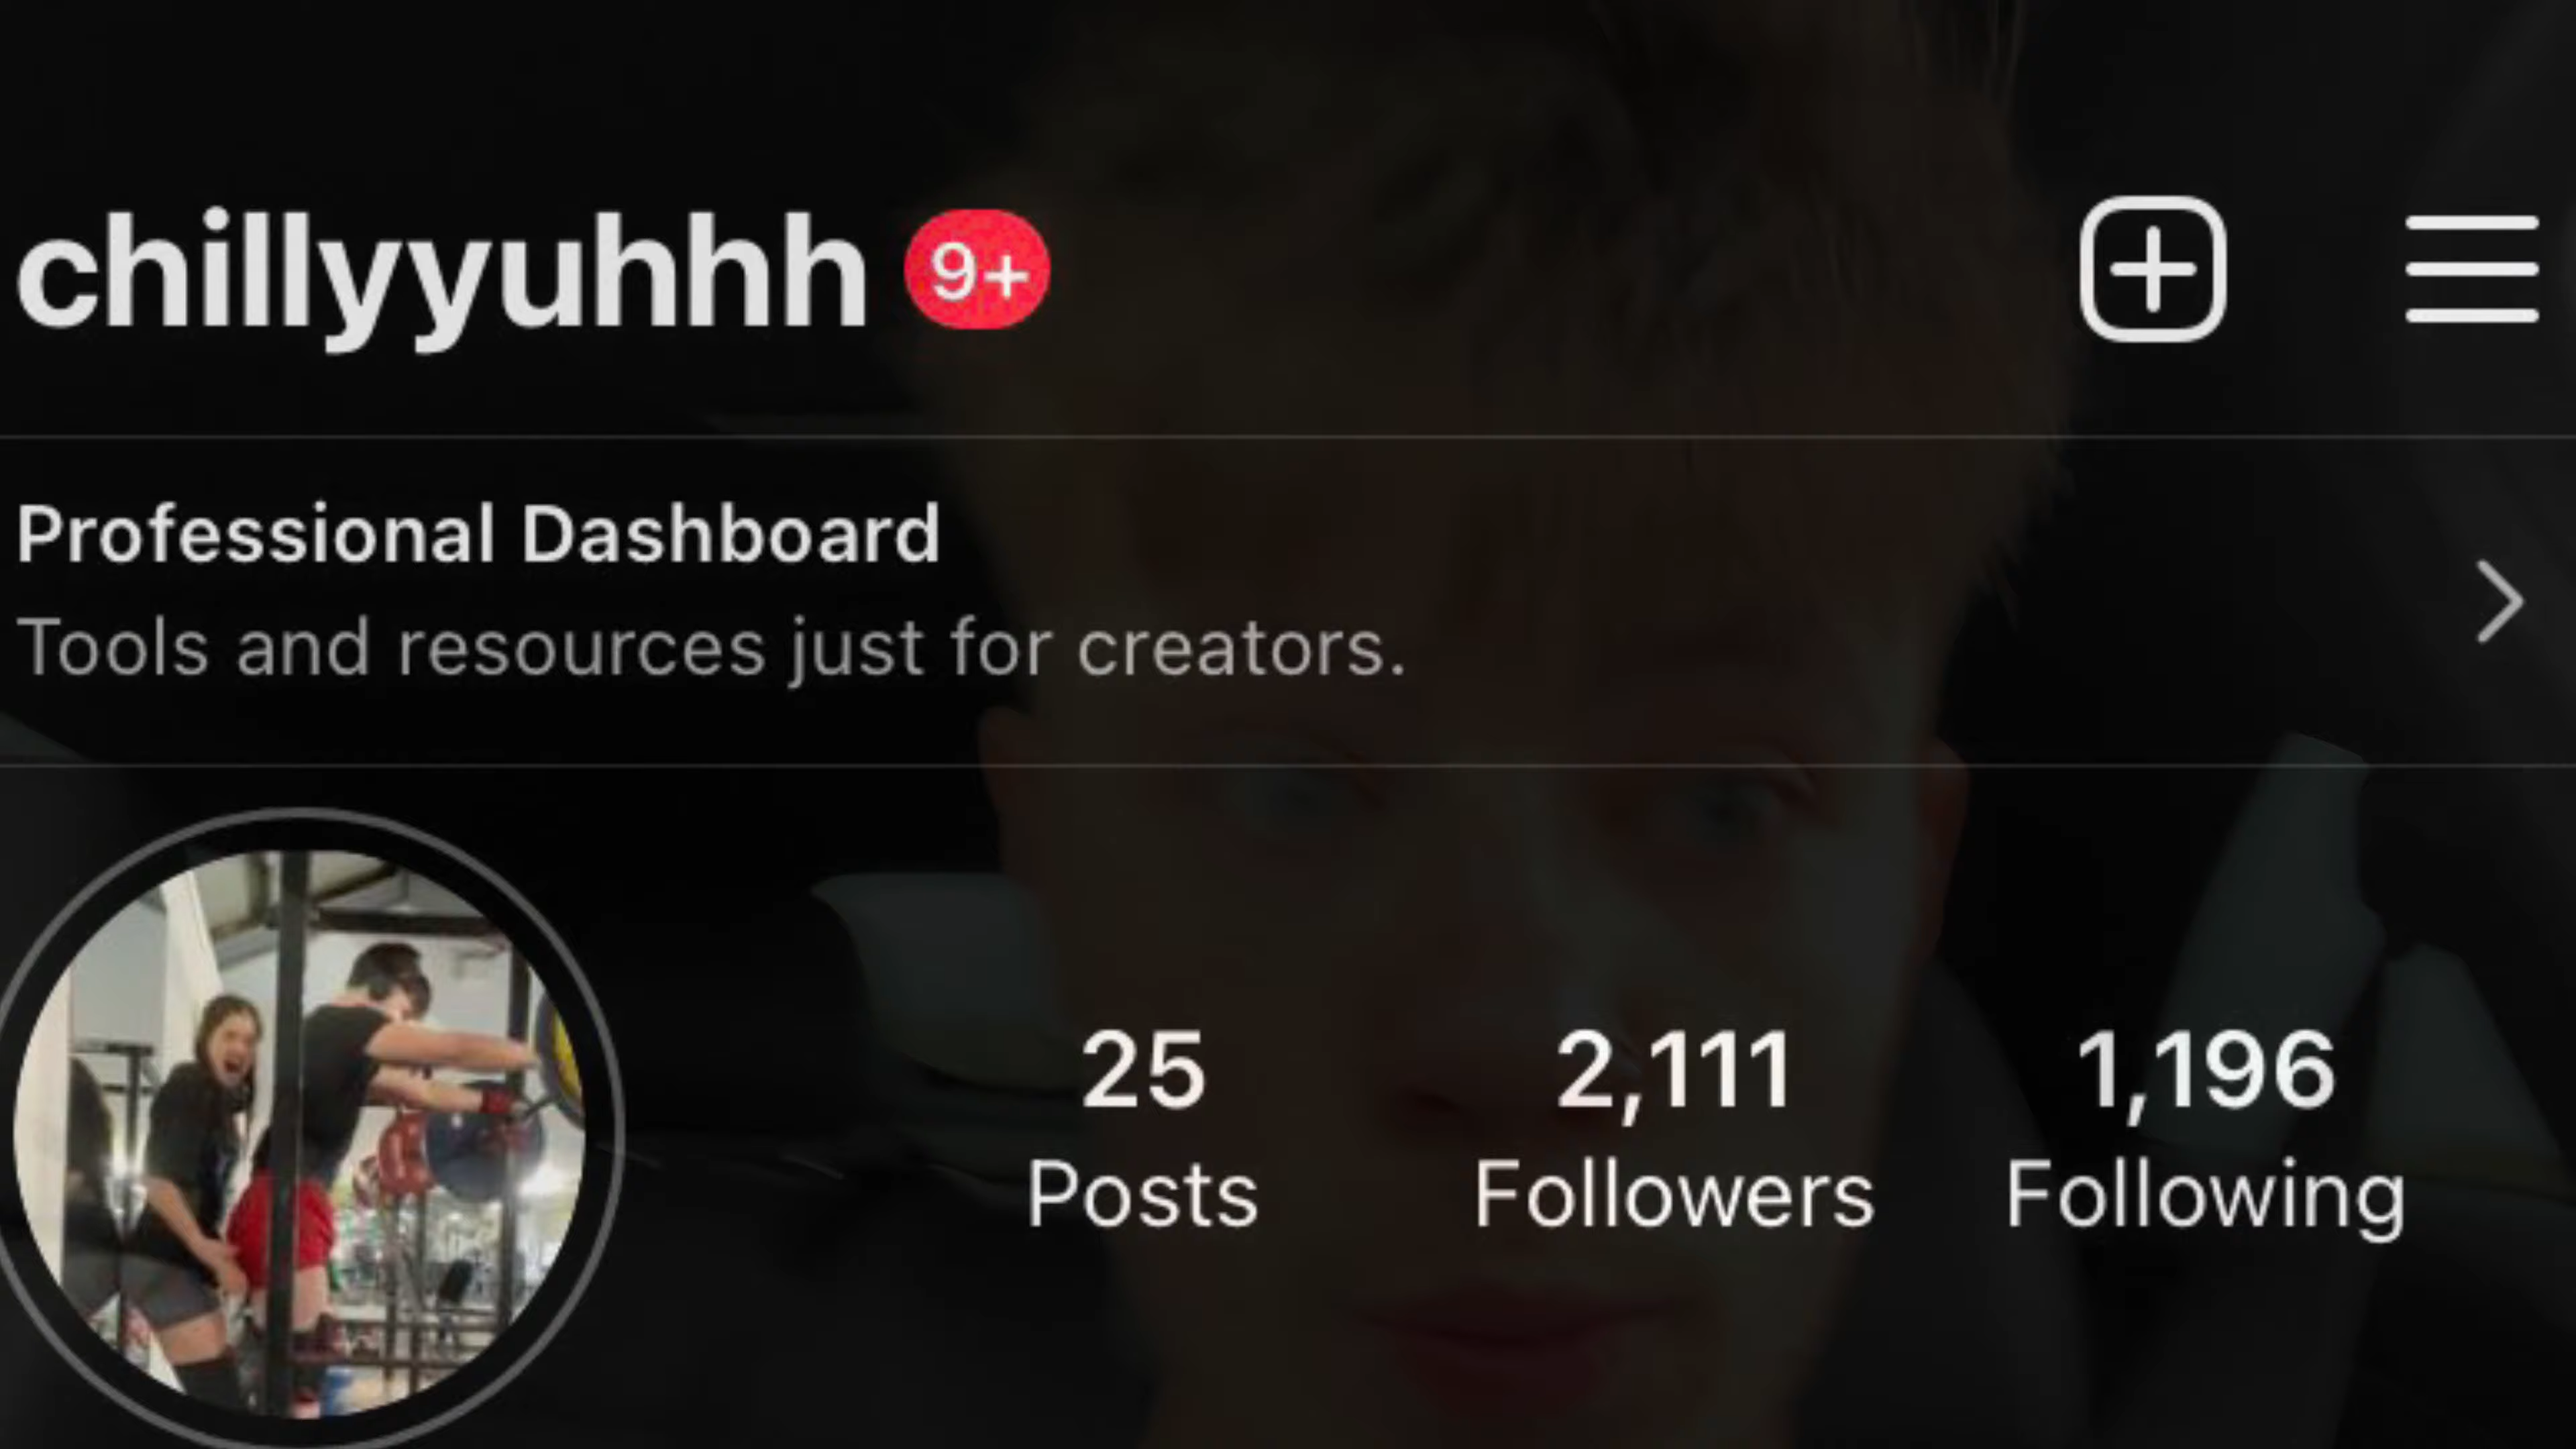 chillyyuhhh 9+
Professional Dashboard
Tools and resources just for creators.
25 2,111 1,196
Posts Followers Following